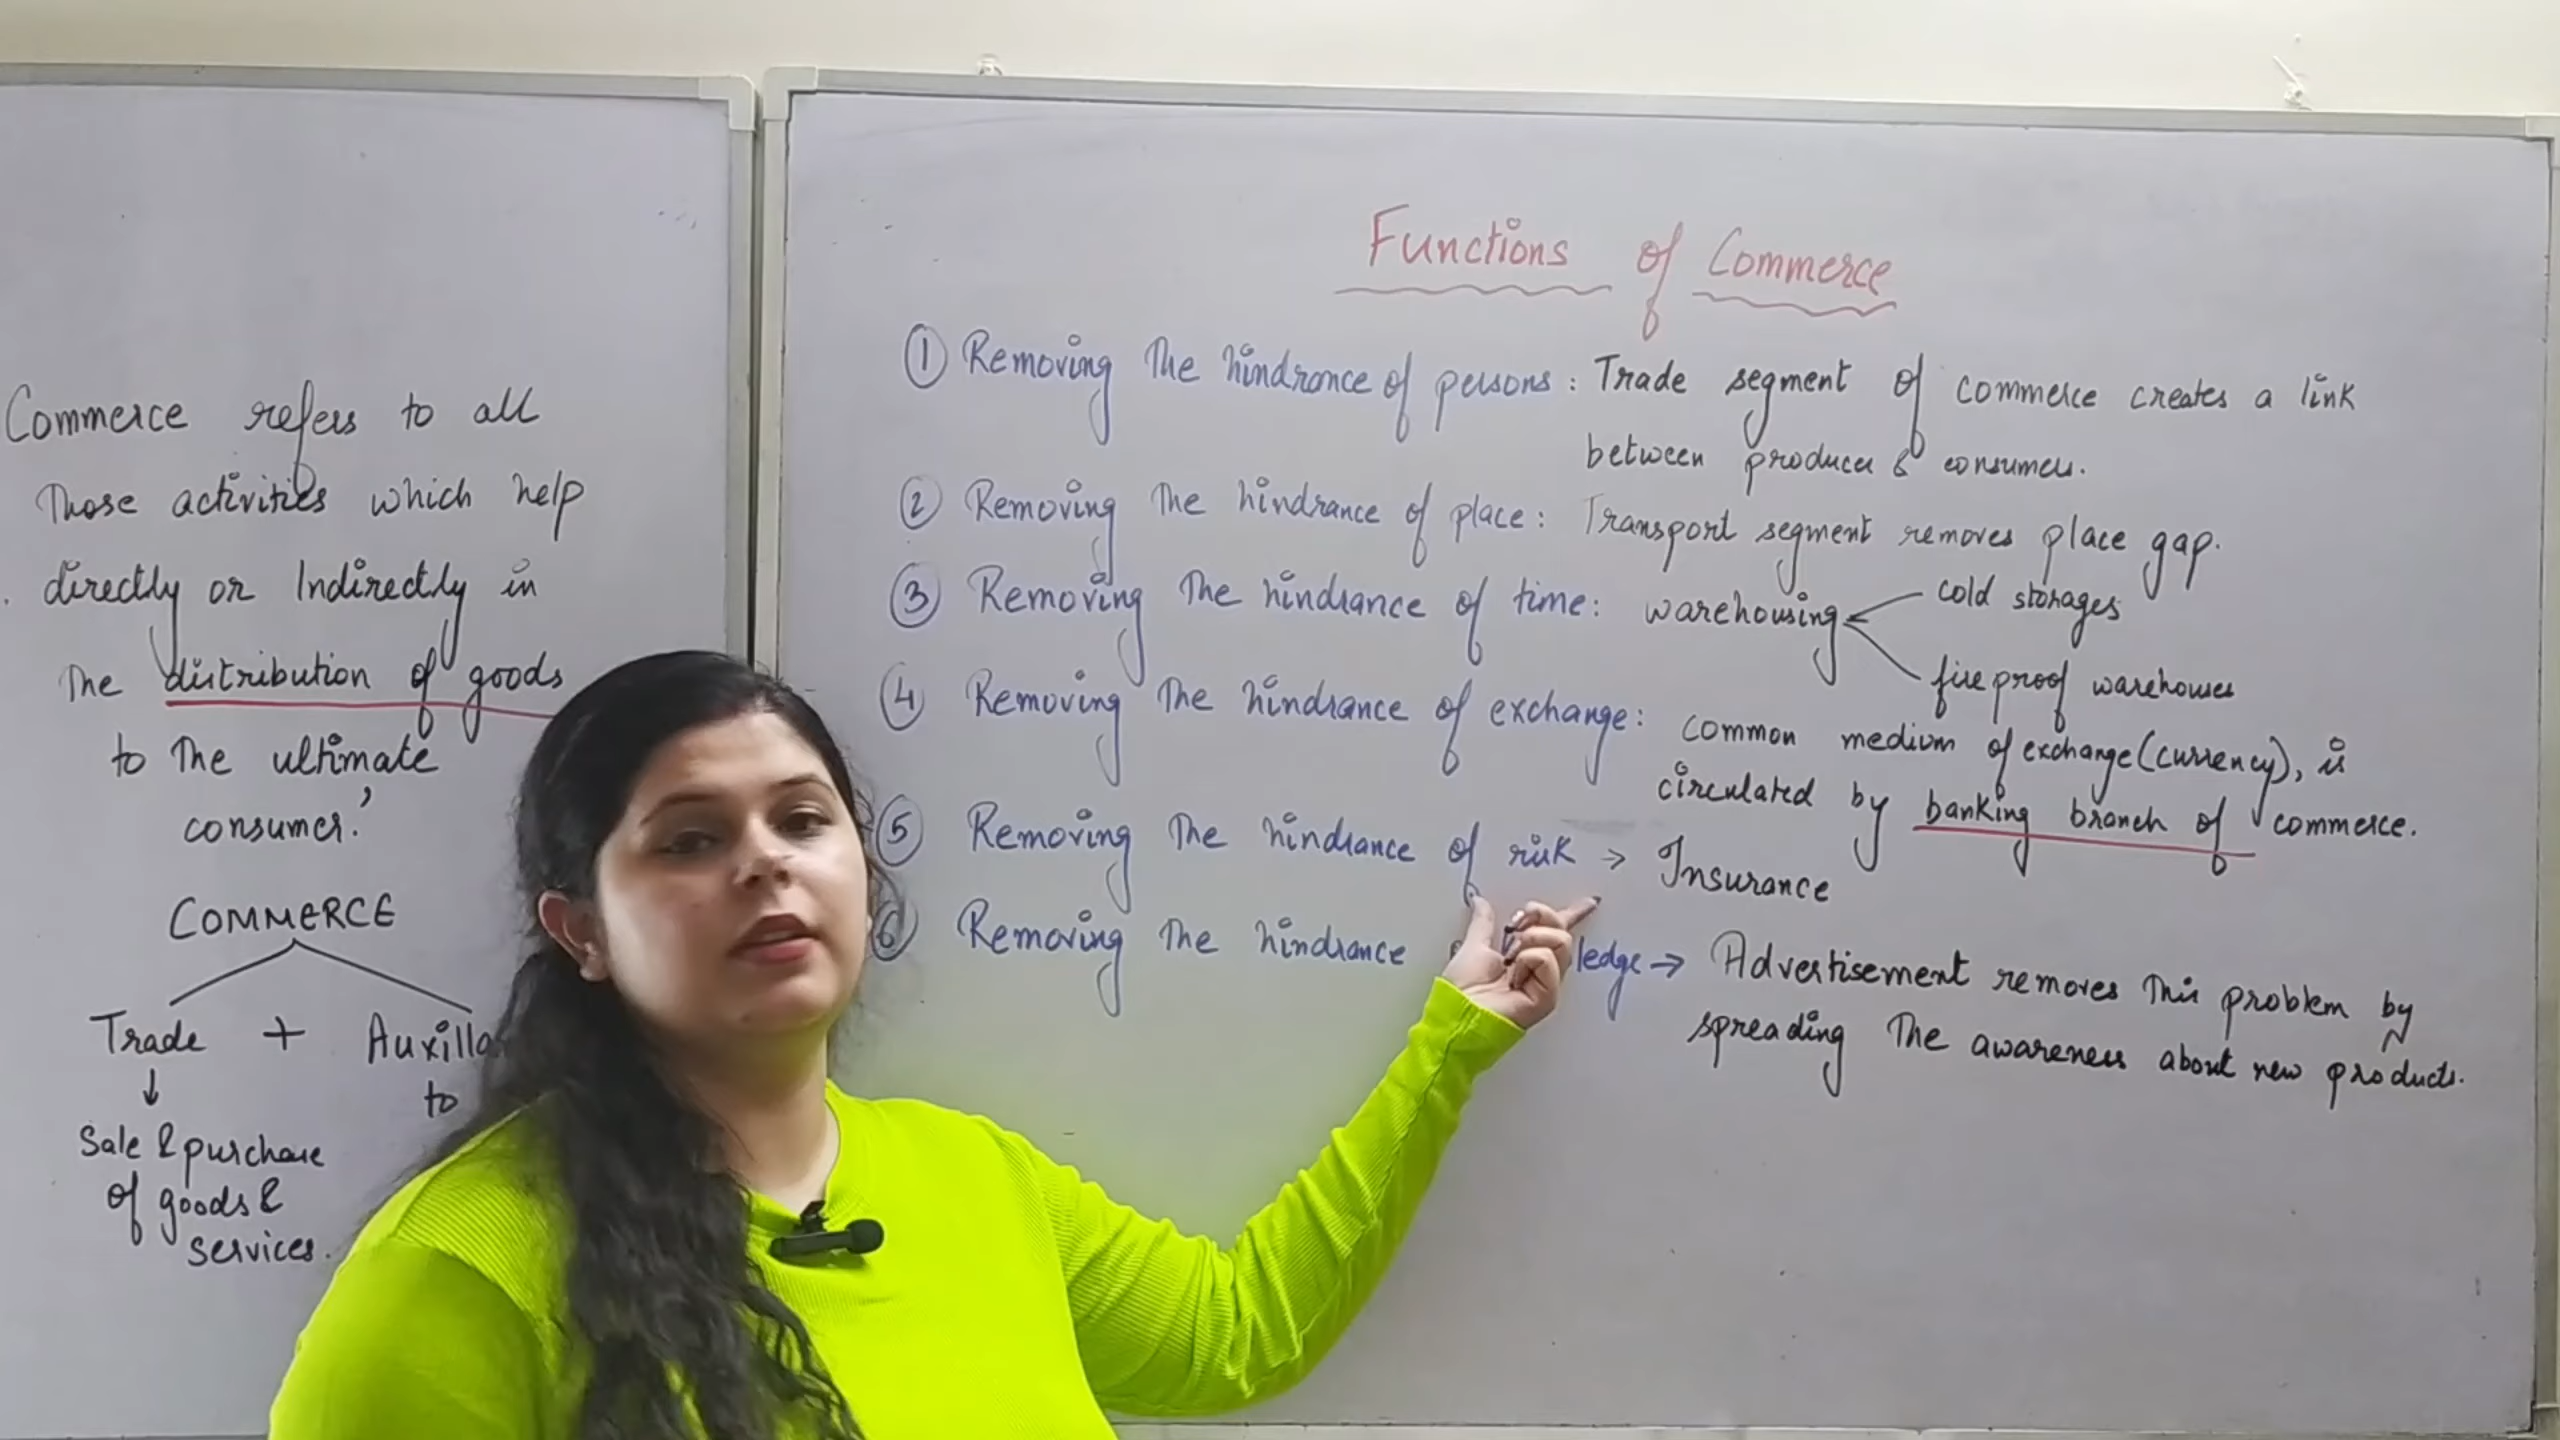 Commerce refers to all
Those activities which help
directly or Indirectly in
The distribution of goods
to The ultimate
consumer.'
COMMERCE
Trade +
to
↓
Sale & purchase
of goods &
services.
Functions of Commerce
① Removing The hindrance of persons : Trade segment of commerce creates a link
between producer & consumers.
② Removing The hindrance of place : Transport segment removes place gap.
③ Removing The hindrance of time : warehousing
cold storages
fire proof warehouses
④ Removing The hindrance of exchange : common medium of exchange (currency), is
circulated by banking branch of commerce.
⑤ Removing The hindrance of risk → Insurance
⑥ Removing The hindrance → Advertisement removes This problem by
spreading The awareness about new products.